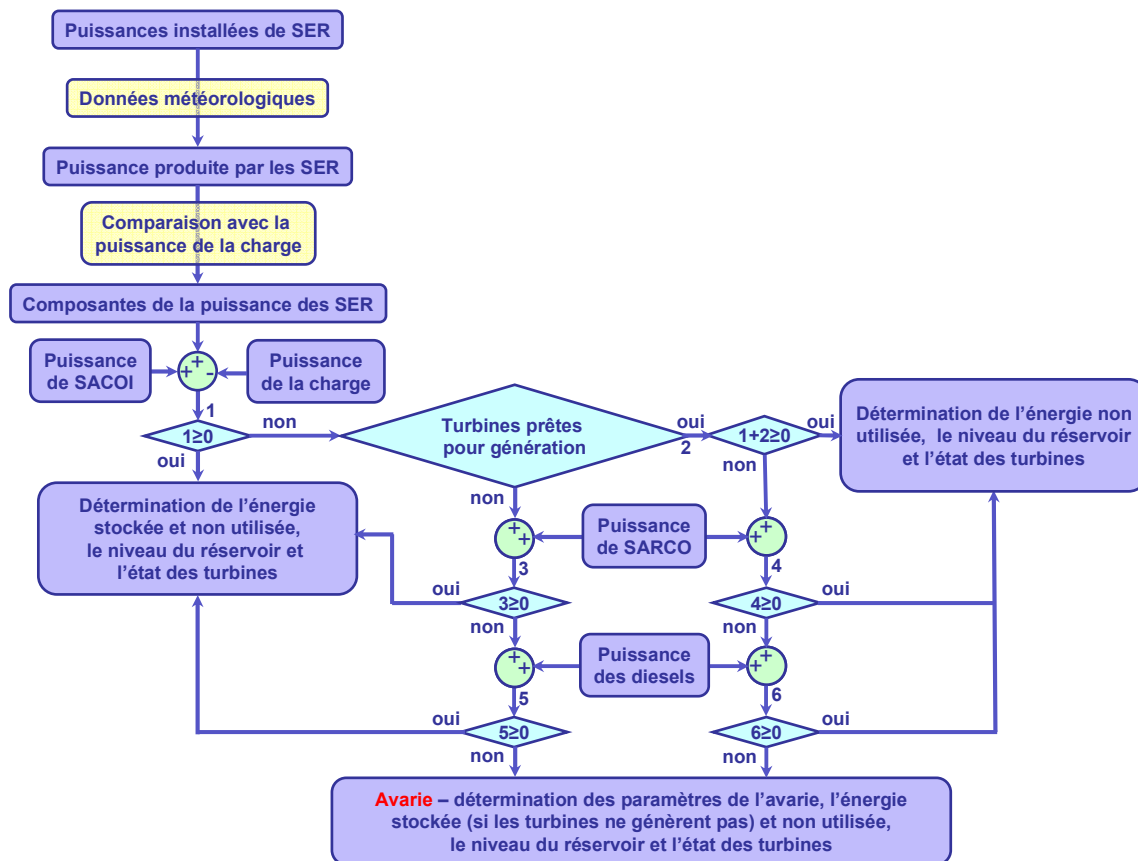 Puissances installées de SER
Données météorologiques
Puissance produite par les SER
Comparaison avec la
puissance de la charge
Composantes de la puissance des SER
Puissance
de SACOI
+
+
-
Puissance
de la charge
1
1≥0
non
oui
Turbines prêtes
pour génération
oui
2
non
1+2≥0
oui
non
Détermination de l'énergie non
utilisée, le niveau du réservoir
et l'état des turbines
Détermination de l'énergie
stockée et non utilisée,
le niveau du réservoir et
l'état des turbines
+
+
Puissance
de SARCO
+
+
3
4
oui
3≥0
non
4≥0
oui
non
+
+
Puissance
des diesels
+
+
5
6
oui
5≥0
non
6≥0
oui
non
Avarie – détermination des paramètres de l'avarie, l'énergie
stockée (si les turbines ne génèrent pas) et non utilisée,
le niveau du réservoir et l'état des turbines